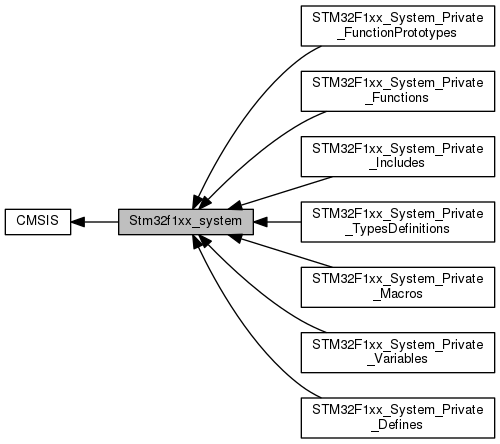 STM32F1xx_System_Private
_FunctionPrototypes
STM32F1xx_System_Private
_Functions
STM32F1xx_System_Private
_Includes
CMSIS
Stm32f1xx_system
STM32F1xx_System_Private
_TypesDefinitions
STM32F1xx_System_Private
_Macros
STM32F1xx_System_Private
_Variables
STM32F1xx_System_Private
_Defines